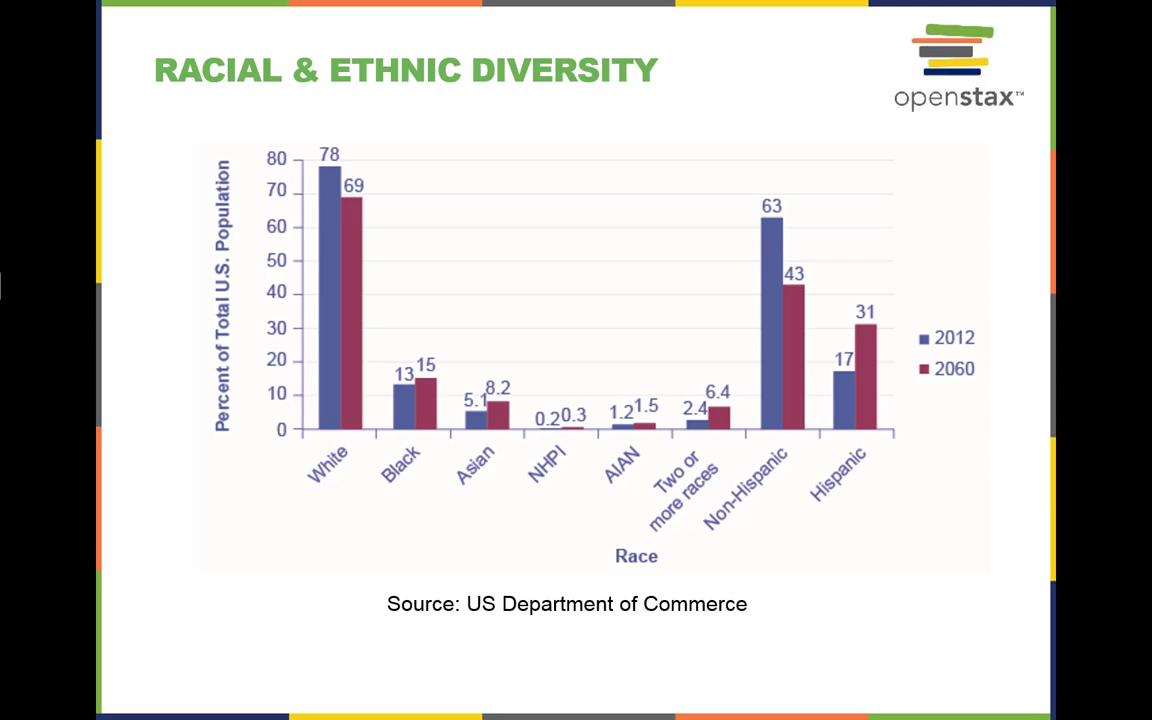 RACIAL & ETHNIC DIVERSITY
openstax™
Percent of Total U.S. Population
80
70
60
50
40
30
20
10
0
78
69
13
15
5.1
8.2
0.2
0.3
1.2
1.5
2.4
6.4
63
43
17
31
2012
2060
White
Black
Asian
NHPI
AIAN
Two or
more races
Non-Hispanic
Hispanic
Race
Source: US Department of Commerce